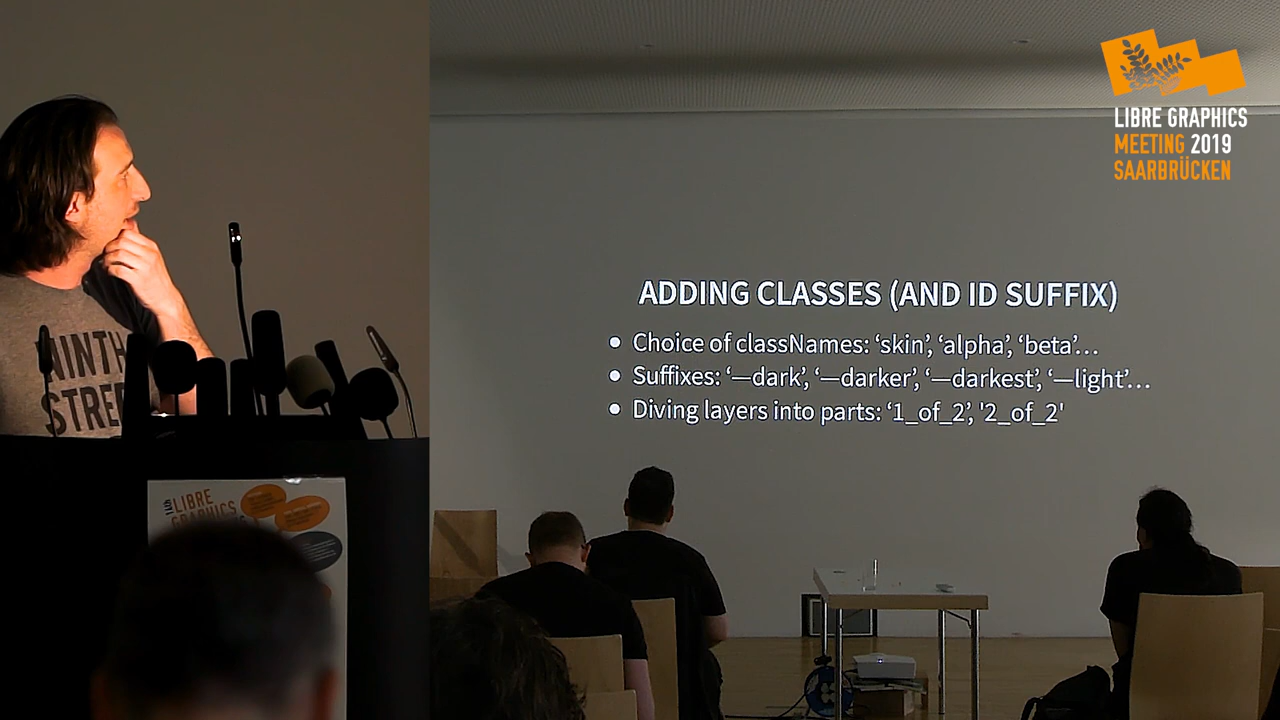 LIBRE GRAPHICS
MEETING 2019
SAARBRÜCKEN
ADDING CLASSES (AND ID SUFFIX)
• Choice of classNames: ‘skin’, ‘alpha’, ‘beta’…
• Suffixes: ‘—dark’, ‘—darker’, ‘—darkest’, ‘—light’…
• Diving layers into parts: ‘1_of_2’, '2_of_2'
NINTH
STREE
LIBRE
GRAPHICS